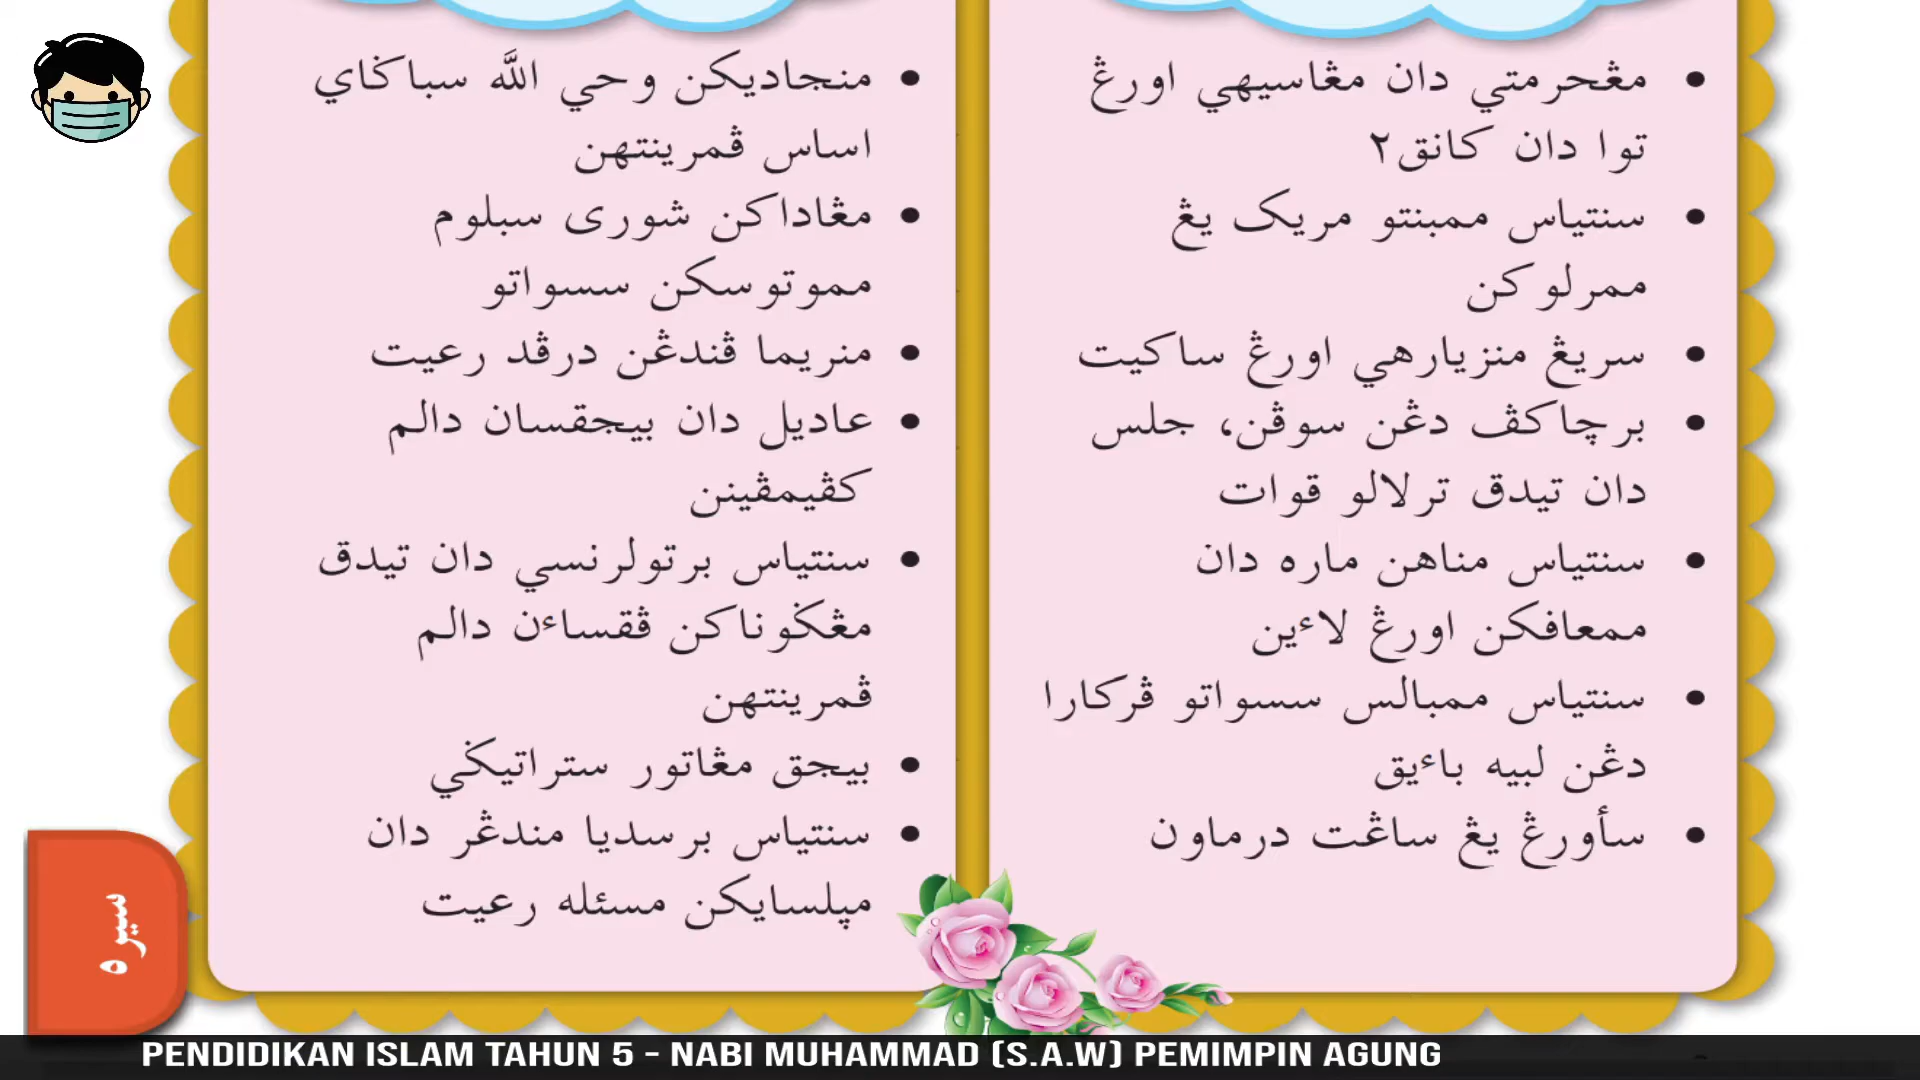 مڠحرمتي دان مڠاسيهي اورڠ
توا دان کانق٢
سنتياس ممبنتو مريک يڠ
ممرلوکن
سريڠ منزيارهي اورڠ ساکيت
برچاکڤ دڠن سوڤن، جلس
دان تيدق ترلالو قوات
سنتياس مناهن ماره دان
ممعافکن اورڠ لاءين
سنتياس ممبالس سسواتو ڤرکارا
دڠن لبيه باءيق
سأورڠ يڠ ساڠت درماون
منجاديکن وحي الله سباݢاي
اساس ڤمرينتهن
مڠاداکن شورى سبلوم
مموتوسکن سسواتو
منريما ڤندڠن درڤد رعيت
عاديل دان بيجقسان دالم
کڤيمڤينن
سنتياس برتولرنسي دان تيدق
مڠݢوناکن ڤقساءن دالم
ڤمرينتهن
بيجق مڠاتور ستراتيݢي
سنتياس برسديا مندڠر دان
مڽلسايکن مسئله رعيت
سيره
PENDIDIKAN ISLAM TAHUN 5 - NABI MUHAMMAD (S.A.W) PEMIMPIN AGUNG